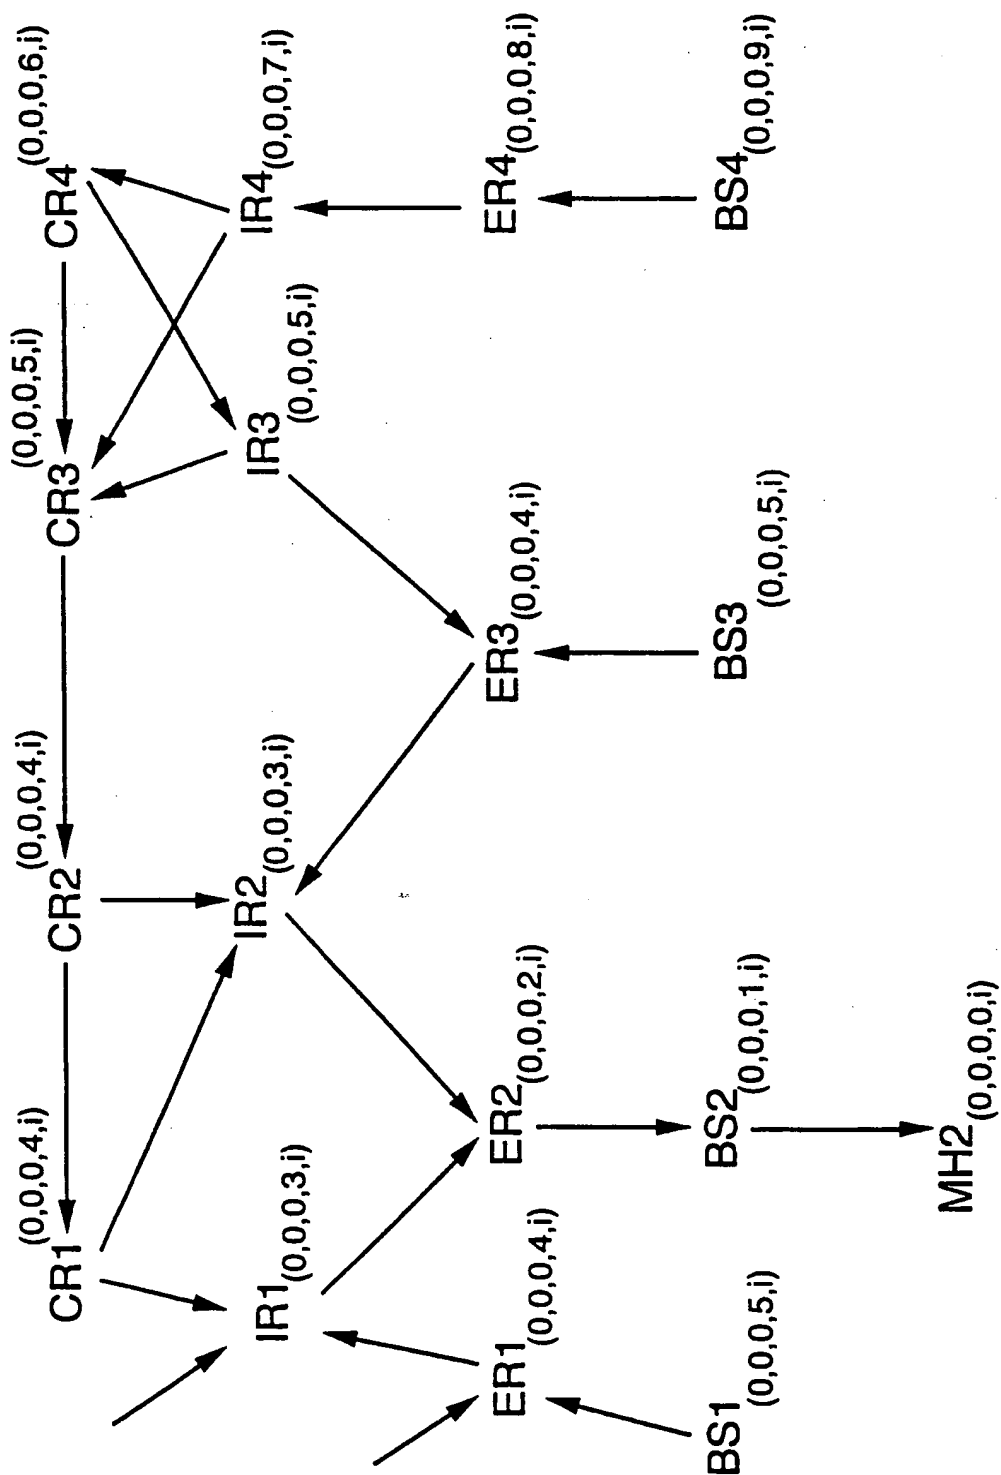 CR1 (0,0,0,4,i)
CR2 (0,0,0,4,i)
CR3 (0,0,0,5,i)
CR4 (0,0,0,6,i)
IR1 (0,0,0,3,i)
IR2 (0,0,0,3,i)
IR3 (0,0,0,5,i)
IR4 (0,0,0,7,i)
ER1 (0,0,0,4,i)
ER2 (0,0,0,2,i)
ER3 (0,0,0,4,i)
ER4 (0,0,0,8,i)
BS1 (0,0,0,5,i)
BS2 (0,0,0,1,i)
BS3 (0,0,0,5,i)
BS4 (0,0,0,9,i)
MH2 (0,0,0,0,i)